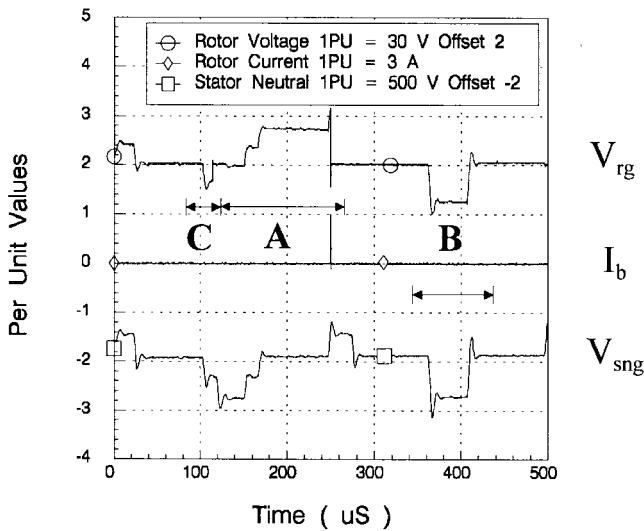 5
4
3
2
1
0
-1
-2
-3
-4
Per Unit Values
Rotor Voltage 1PU = 30 V Offset 2
Rotor Current 1PU = 3 A
Stator Neutral 1PU = 500 V Offset -2
C
A
B
V_rg
I_b
V_sng
0
100
200
300
400
500
Time ( uS )